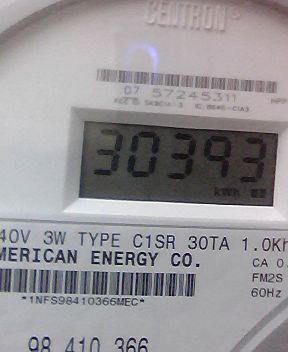 CENTRON®
07 57245311
30393
kWh
40V 3W TYPE C1SR 30TA 1.0Kh
MERICAN ENERGY CO.
CA 0.
FM2S
60Hz
*1NFS98410366MEC*
98 410 366